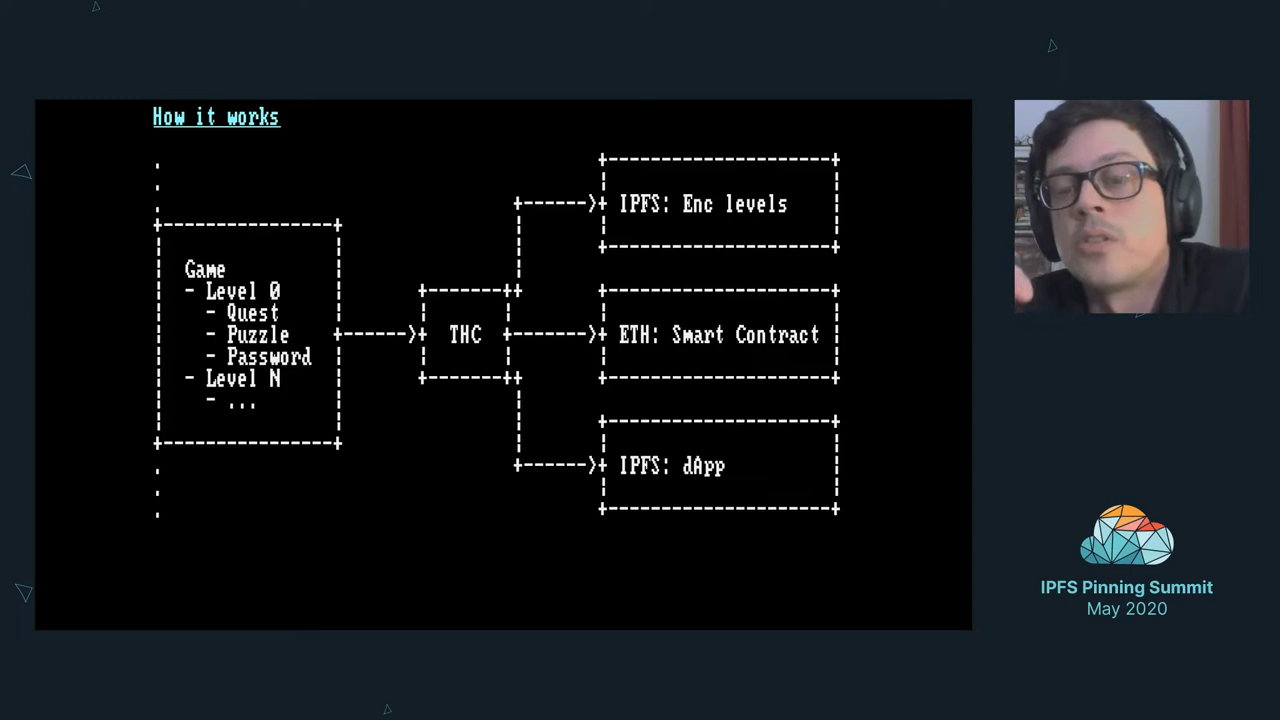 How it works
Game
- Level 0
- Quest
- Puzzle
- Password
- Level N
- ...
THC
IPFS: Enc levels
ETH: Smart Contract
IPFS: dApp
IPFS Pinning Summit
May 2020